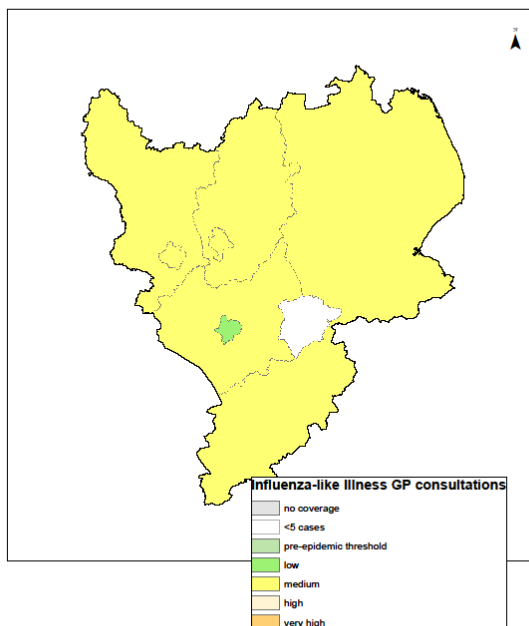 Influenza-like Illness GP consultations
no coverage
<5 cases
pre-epidemic threshold
low
medium
high
very high